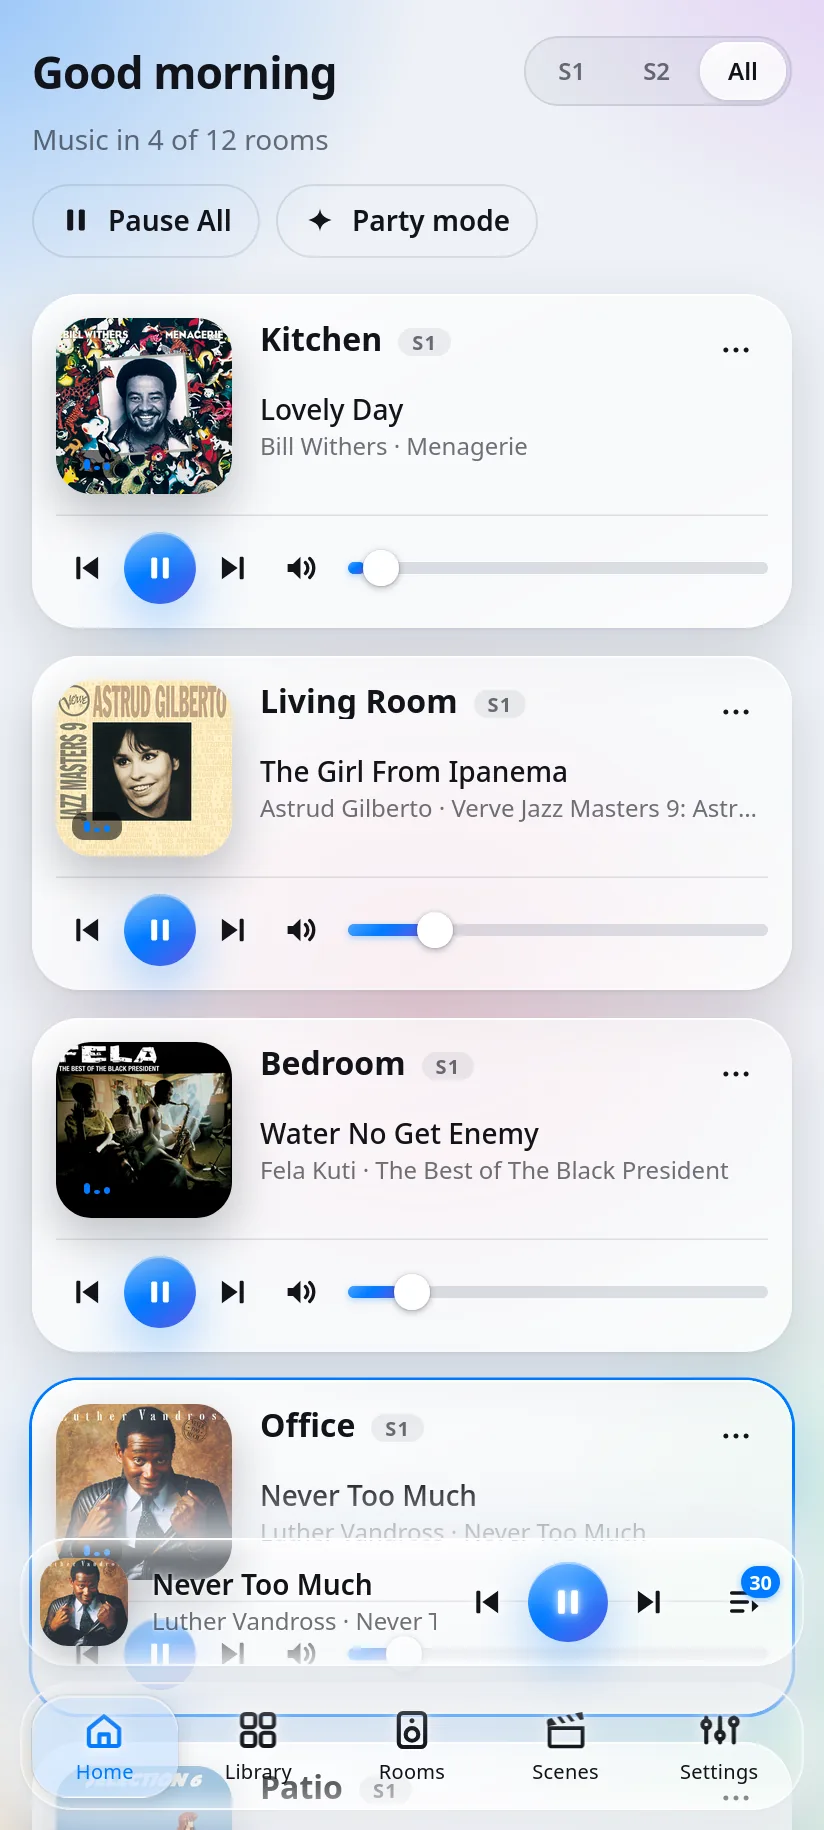 Good morning
S1 S2 All
Music in 4 of 12 rooms
Pause All Party mode
BILL WITHERS MENAGERIE
Kitchen S1
Lovely Day
Bill Withers · Menagerie
Verve ASTRUD GILBERTO
JAZZ MASTERS 9
Living Room S1
The Girl From Ipanema
Astrud Gilberto · Verve Jazz Masters 9: Astr...
FELA
THE BEST OF THE BLACK PRESIDENT
Bedroom S1
Water No Get Enemy
Fela Kuti · The Best of The Black President
Luther Vandross
Office S1
Never Too Much
Luther Vandross · Never Too Much
Never Too Much
Luther Vandross · Never T
30
Home Library Rooms Scenes Settings
Patio S1